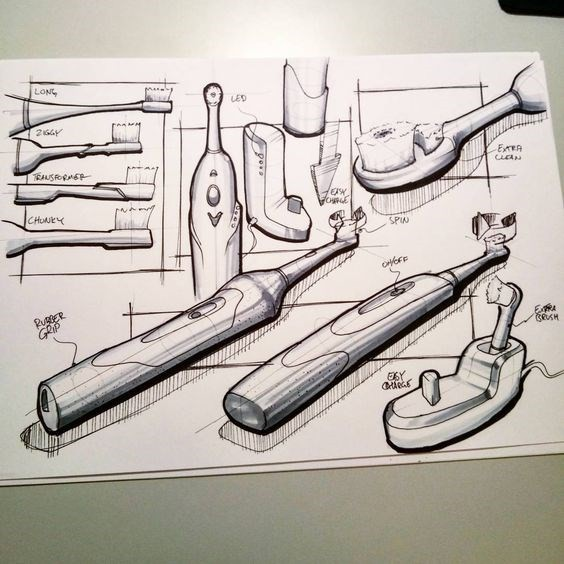 LONG
ZIGGY
TRANSFORMER
CHUNKY
LED
EASY
CHARGE
SPIN
EXTRA
CLEAN
ON/OFF
RUBBER
GRIP
EXTRA
BRUSH
EASY
CHARGE